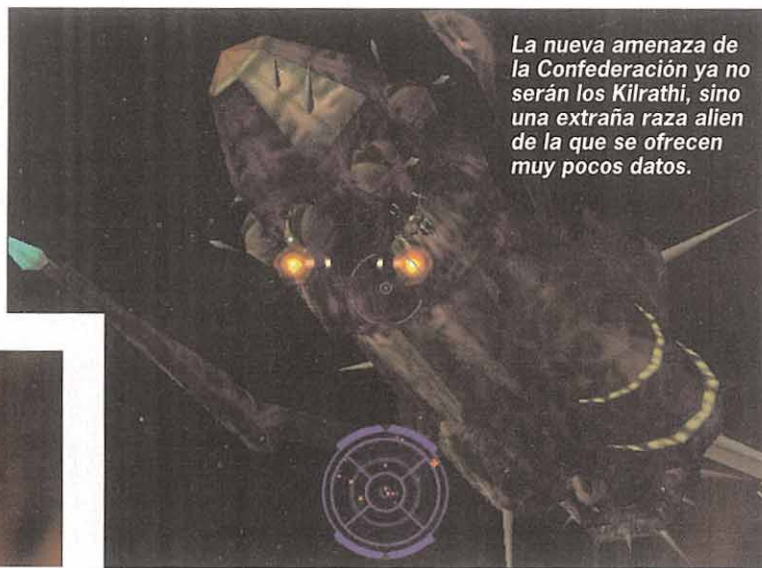 La nueva amenaza de
la Confederación ya no
serán los Kilrathi, sino
una extraña raza alien
de la que se ofrecen
muy pocos datos.